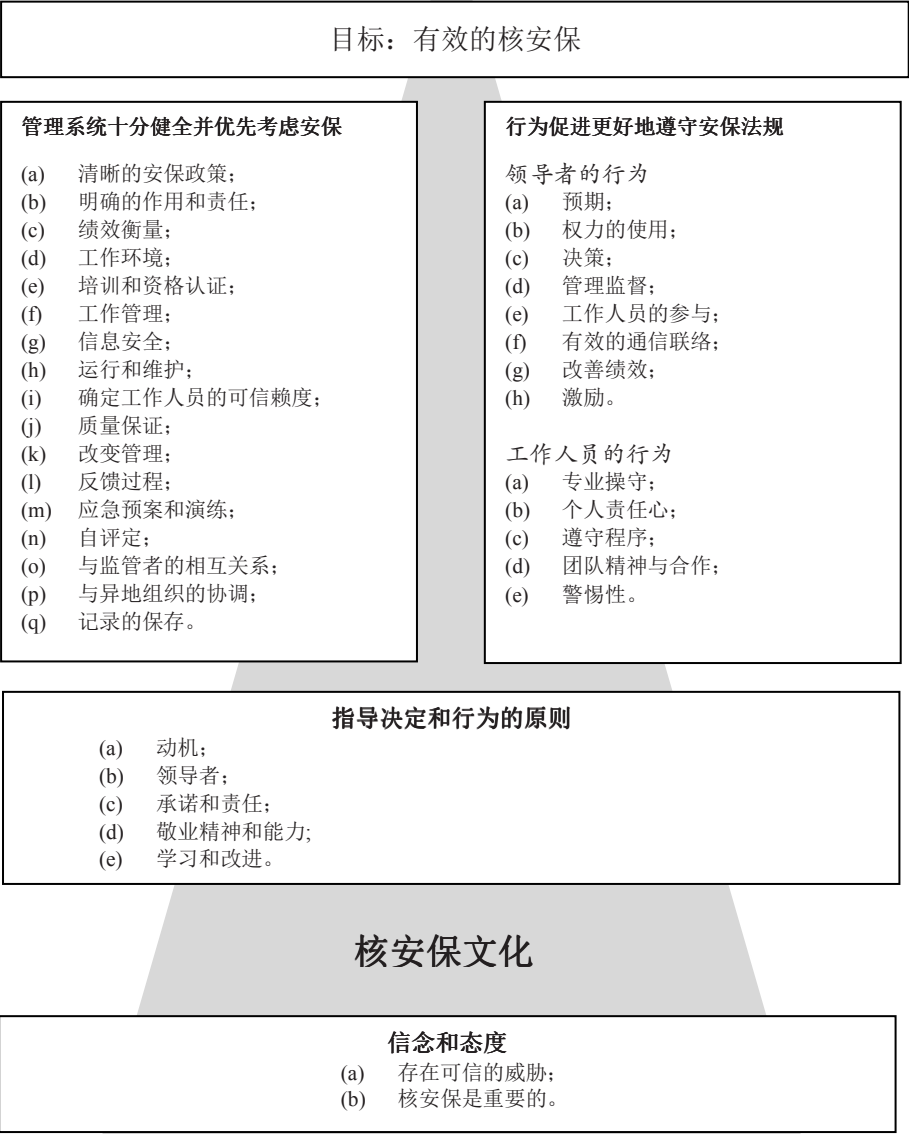 目标：有效的核安保
管理系统十分健全并优先考虑安保
(a) 清晰的安保政策；
(b) 明确的作用和责任；
(c) 绩效衡量；
(d) 工作环境；
(e) 培训和资格认证；
(f) 工作管理；
(g) 信息安全；
(h) 运行和维护；
(i) 确定工作人员的可信赖度；
(j) 质量保证；
(k) 改变管理；
(l) 反馈过程；
(m) 应急预案和演练；
(n) 自评定；
(o) 与监管者的相互关系；
(p) 与异地组织的协调；
(q) 记录的保存。
行为促进更好地遵守安保法规
领导者的行为
(a) 预期；
(b) 权力的使用；
(c) 决策；
(d) 管理监督；
(e) 工作人员的参与；
(f) 有效的通信联络；
(g) 改善绩效；
(h) 激励。
工作人员的行为
(a) 专业操守；
(b) 个人责任心；
(c) 遵守程序；
(d) 团队精神与合作；
(e) 警惕性。
指导决定和行为的原则
(a) 动机；
(b) 领导者；
(c) 承诺和责任；
(d) 敬业精神和能力;
(e) 学习和改进。
核安保文化
信念和态度
(a) 存在可信的威胁；
(b) 核安保是重要的。